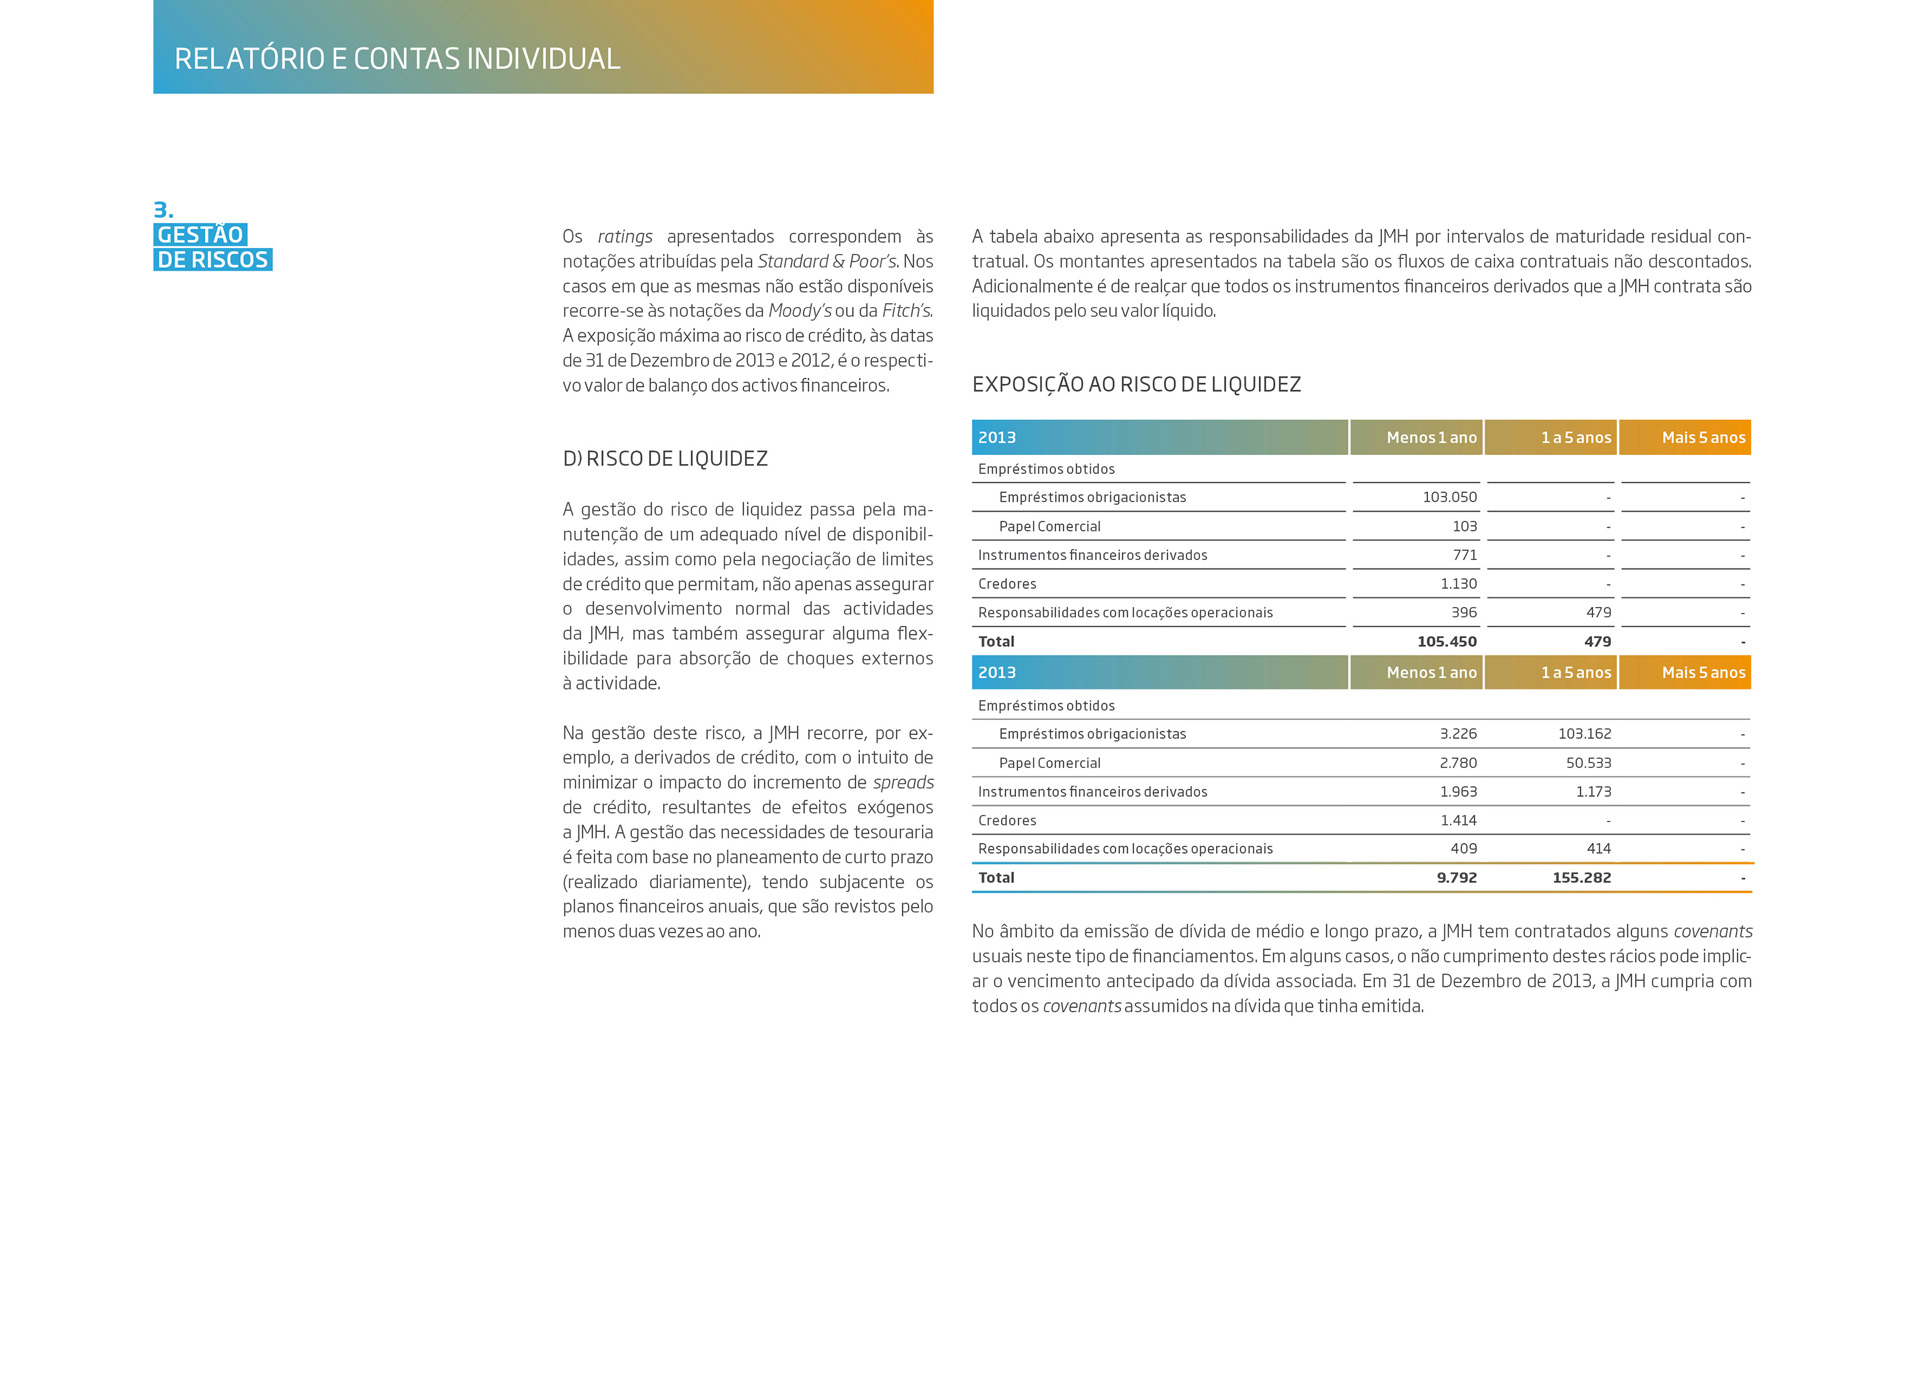 RELATÓRIO E CONTAS INDIVIDUAL
3.
GESTÃO
DE RISCOS
Os ratings apresentados correspondem às
notações atribuídas pela Standard & Poor’s. Nos
casos em que as mesmas não estão disponíveis
recorre-se às notações da Moody’s ou da Fitch’s.
A exposição máxima ao risco de crédito, às datas
de 31 de Dezembro de 2013 e 2012, é o respecti-
vo valor de balanço dos activos financeiros.
D) RISCO DE LIQUIDEZ
A gestão do risco de liquidez passa pela ma-
nutenção de um adequado nível de disponibil-
idades, assim como pela negociação de limites
de crédito que permitam, não apenas assegurar
o desenvolvimento normal das actividades
da JMH, mas também assegurar alguma flex-
ibilidade para absorção de choques externos
à actividade.
Na gestão deste risco, a JMH recorre, por ex-
emplo, a derivados de crédito, com o intuito de
minimizar o impacto do incremento de spreads
de crédito, resultantes de efeitos exógenos
a JMH. A gestão das necessidades de tesouraria
é feita com base no planeamento de curto prazo
(realizado diariamente), tendo subjacente os
planos financeiros anuais, que são revistos pelo
menos duas vezes ao ano.
A tabela abaixo apresenta as responsabilidades da JMH por intervalos de maturidade residual con-
tratual. Os montantes apresentados na tabela são os fluxos de caixa contratuais não descontados.
Adicionalmente é de realçar que todos os instrumentos financeiros derivados que a JMH contrata são
liquidados pelo seu valor líquido.
EXPOSIÇÃO AO RISCO DE LIQUIDEZ
2013 Menos 1 ano 1 a 5 anos Mais 5 anos
Empréstimos obtidos
Empréstimos obrigacionistas 103.050 - -
Papel Comercial 103 - -
Instrumentos financeiros derivados 771 - -
Credores 1.130 - -
Responsabilidades com locações operacionais 396 479 -
Total 105.450 479 -
2013 Menos 1 ano 1 a 5 anos Mais 5 anos
Empréstimos obtidos
Empréstimos obrigacionistas 3.226 103.162 -
Papel Comercial 2.780 50.533 -
Instrumentos financeiros derivados 1.963 1.173 -
Credores 1.414 - -
Responsabilidades com locações operacionais 409 414 -
Total 9.792 155.282 -
No âmbito da emissão de dívida de médio e longo prazo, a JMH tem contratados alguns covenants
usuais neste tipo de financiamentos. Em alguns casos, o não cumprimento destes rácios pode implic-
ar o vencimento antecipado da dívida associada. Em 31 de Dezembro de 2013, a JMH cumpria com
todos os covenants assumidos na dívida que tinha emitida.